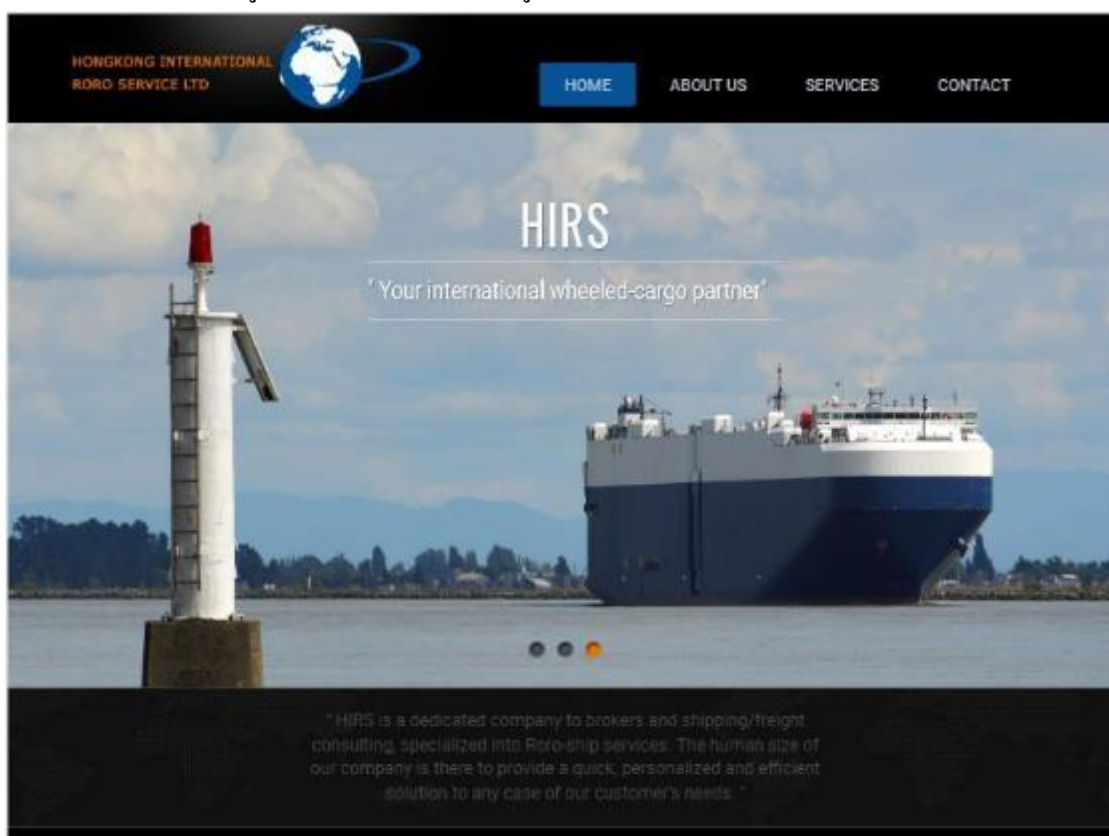 HONGKONG INTERNATIONAL
RORO SERVICE LTD
HOME ABOUT US SERVICES CONTACT
HIRS
" Your international wheeled-cargo partner"
" HIRS is a dedicated company to brokers and shipping/freight
consulting, specialized into Roro-ship services. The human size of
our company is there to provide a quick, personalized and efficient
solution to any case of our customer's needs. "